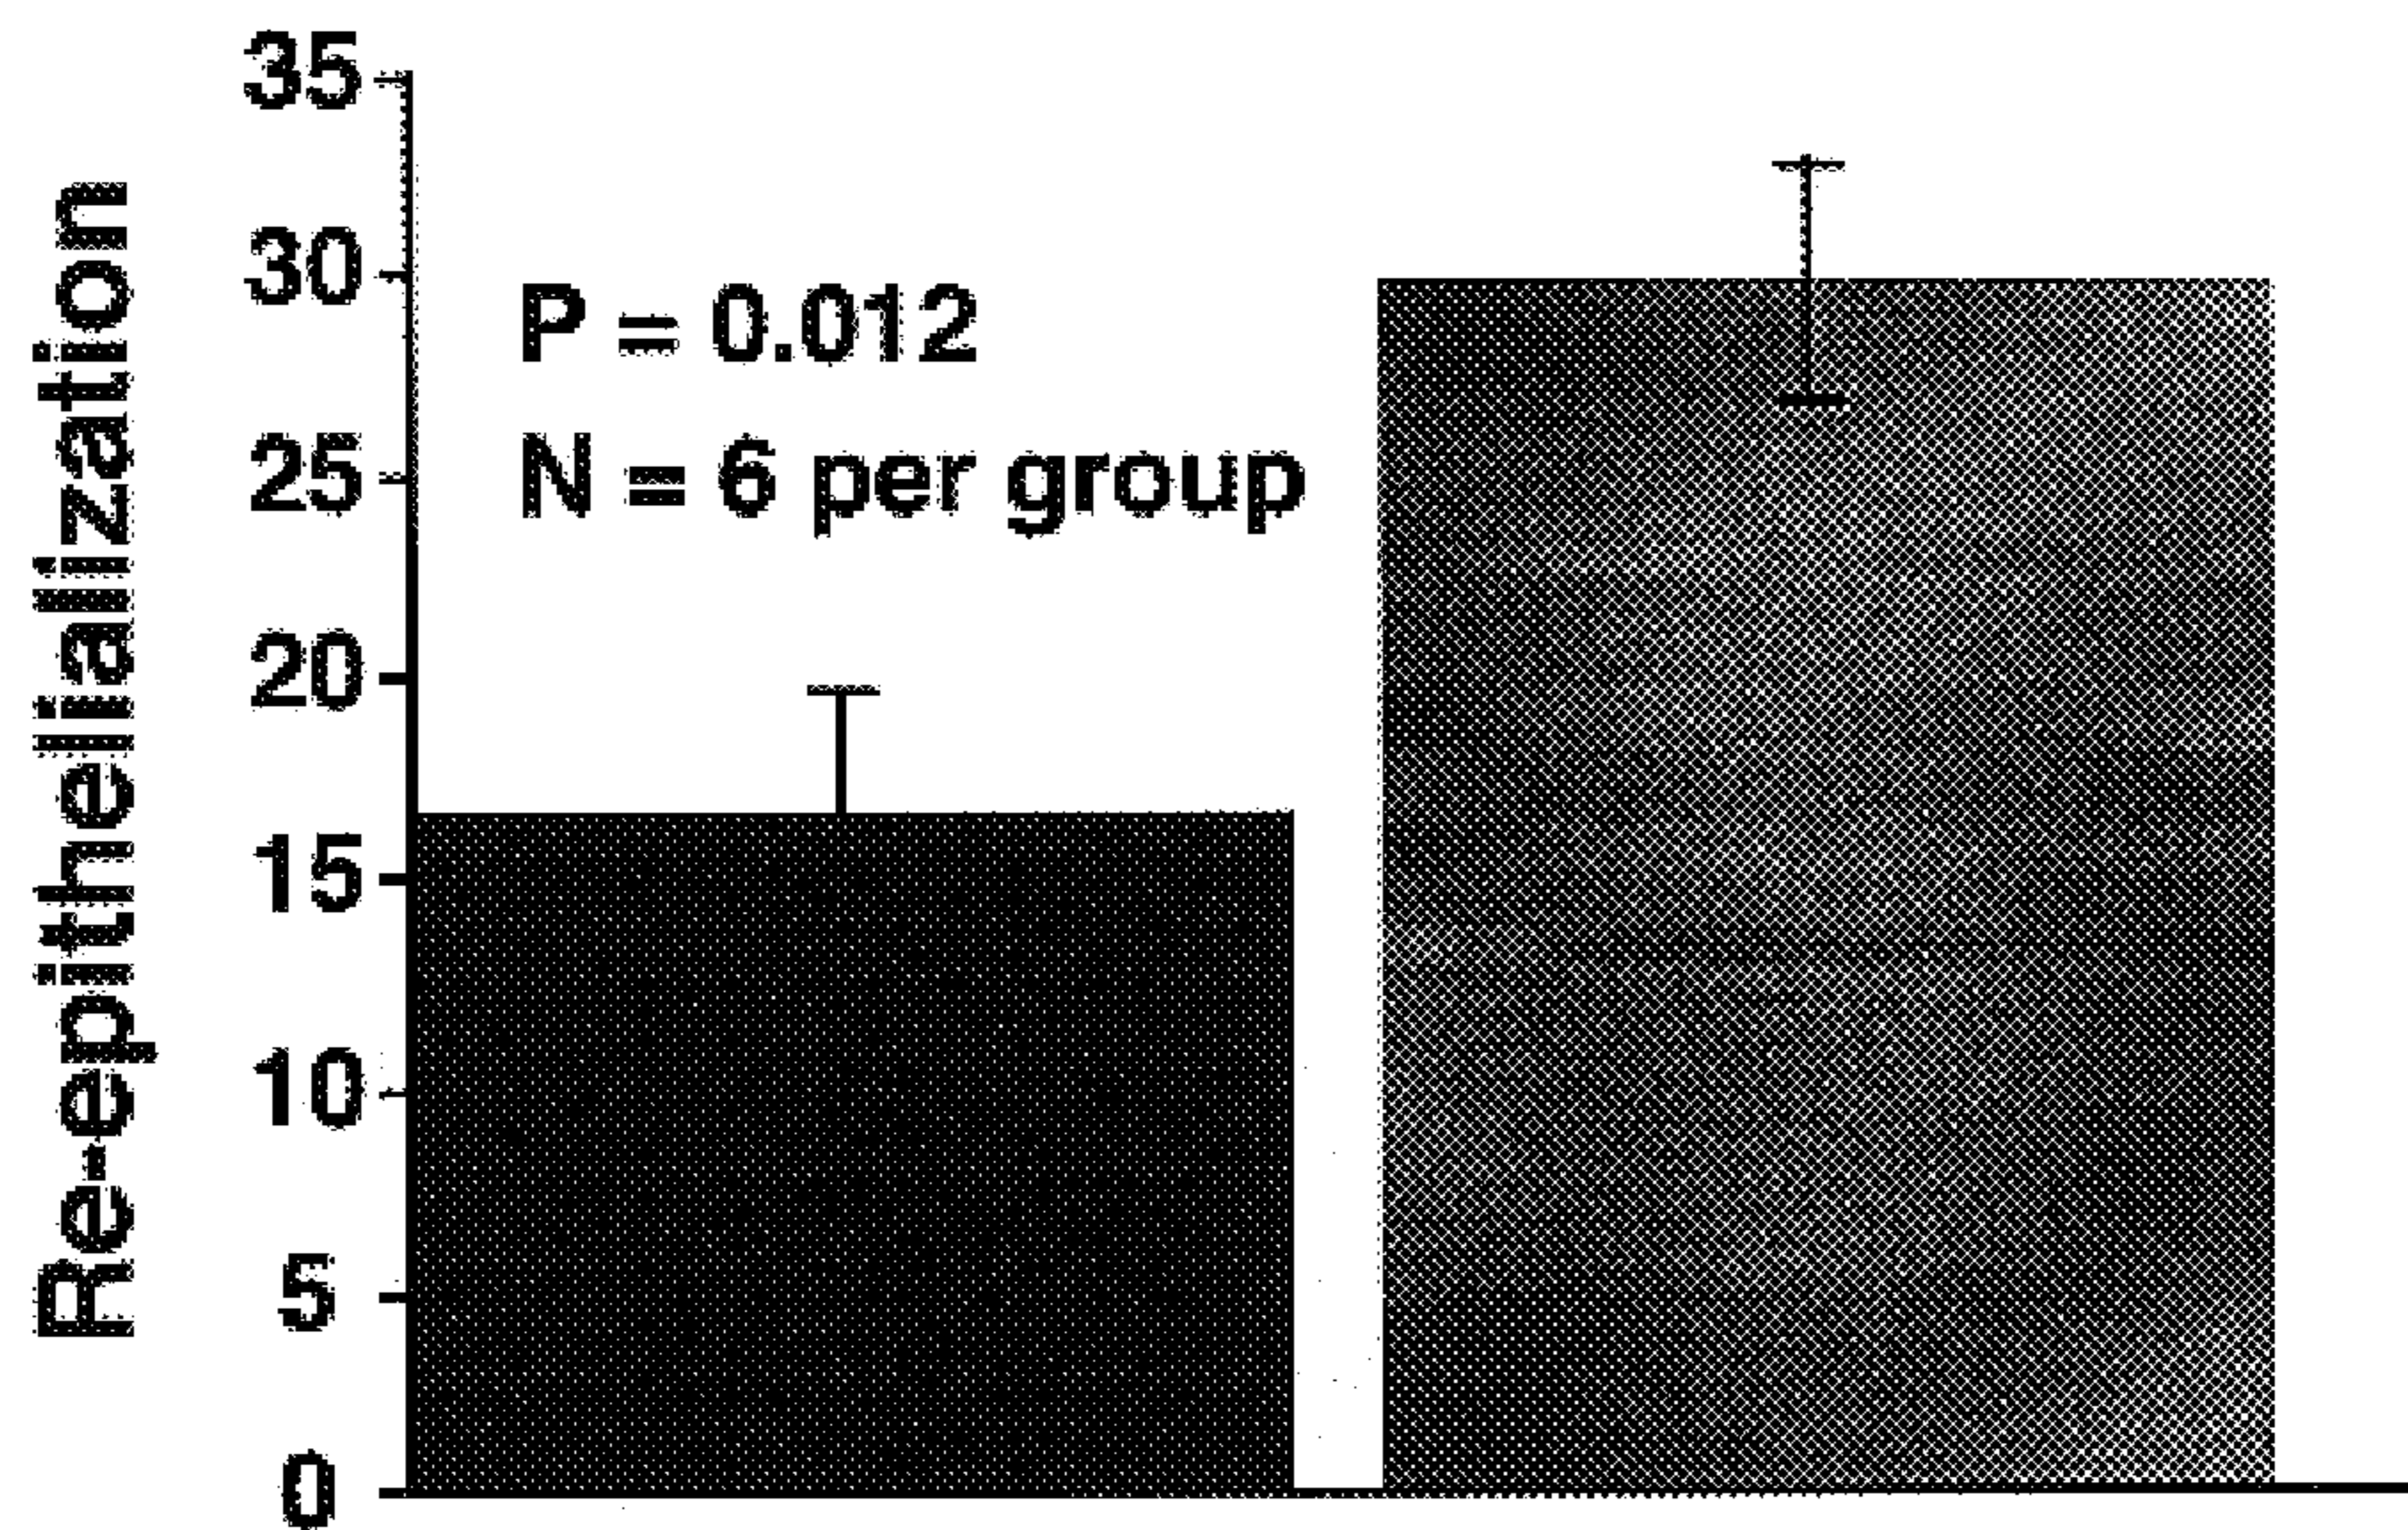 Re-epithelialization
35
30
25
20
15
10
5
0
P = 0.012
N = 6 per group